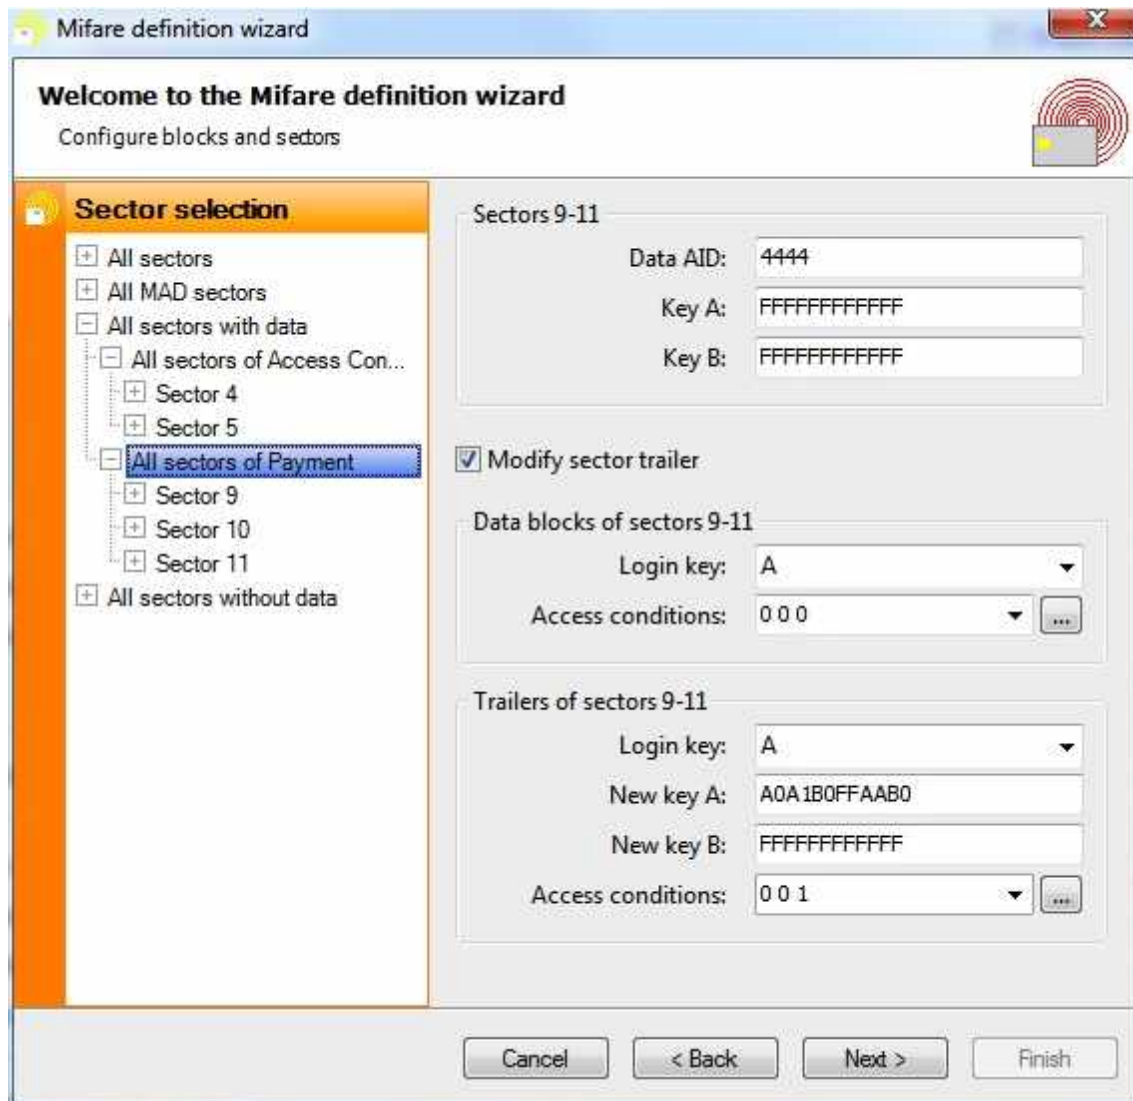 Mifare definition wizard
Welcome to the Mifare definition wizard
Configure blocks and sectors
Sector selection
All sectors
All MAD sectors
All sectors with data
All sectors of Access Con...
Sector 4
Sector 5
All sectors of Payment
Sector 9
Sector 10
Sector 11
All sectors without data
Sectors 9-11
Data AID: 4444
Key A: FFFFFFFFFFFF
Key B: FFFFFFFFFFFF
Modify sector trailer
Data blocks of sectors 9-11
Login key: A
Access conditions: 0 0 0 ...
Trailers of sectors 9-11
Login key: A
New key A: A0A1B0FFAAB0
New key B: FFFFFFFFFFFF
Access conditions: 0 0 1 ...
Cancel < Back Next > Finish